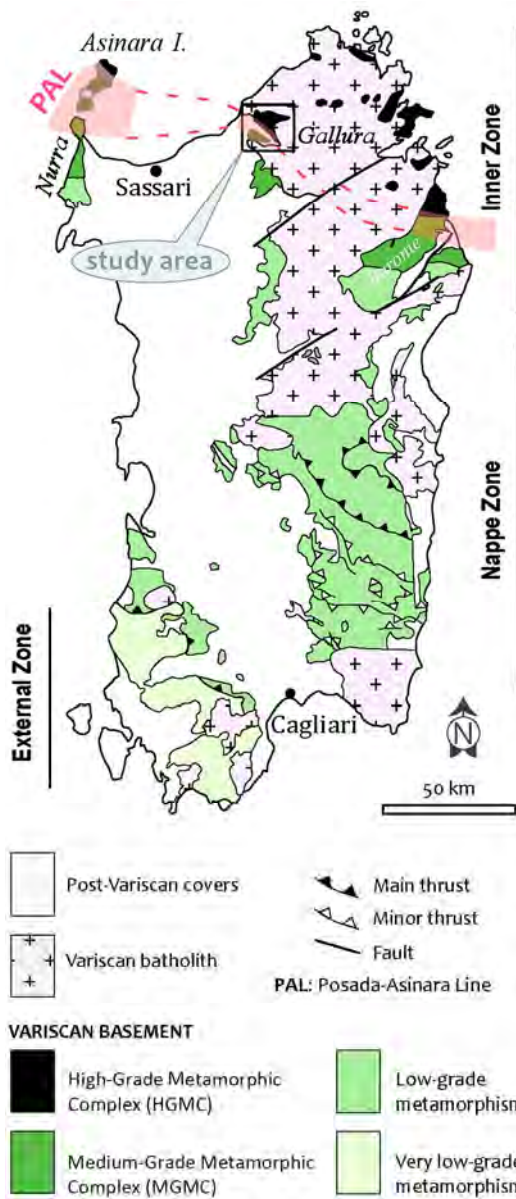 Asinara I.
PAL
Nurra
Sassari
Gallura
study area
Inner Zone
Nappe Zone
External Zone
Cagliari
N
50 km
Post-Variscan covers
Variscan batholith
Main thrust
Minor thrust
Fault
PAL: Posada-Asinara Line
VARISCAN BASEMENT
High-Grade Metamorphic
Complex (HGMC)
Low-grade
metamorphism
Medium-Grade Metamorphic
Complex (MGMC)
Very low-grade
metamorphism